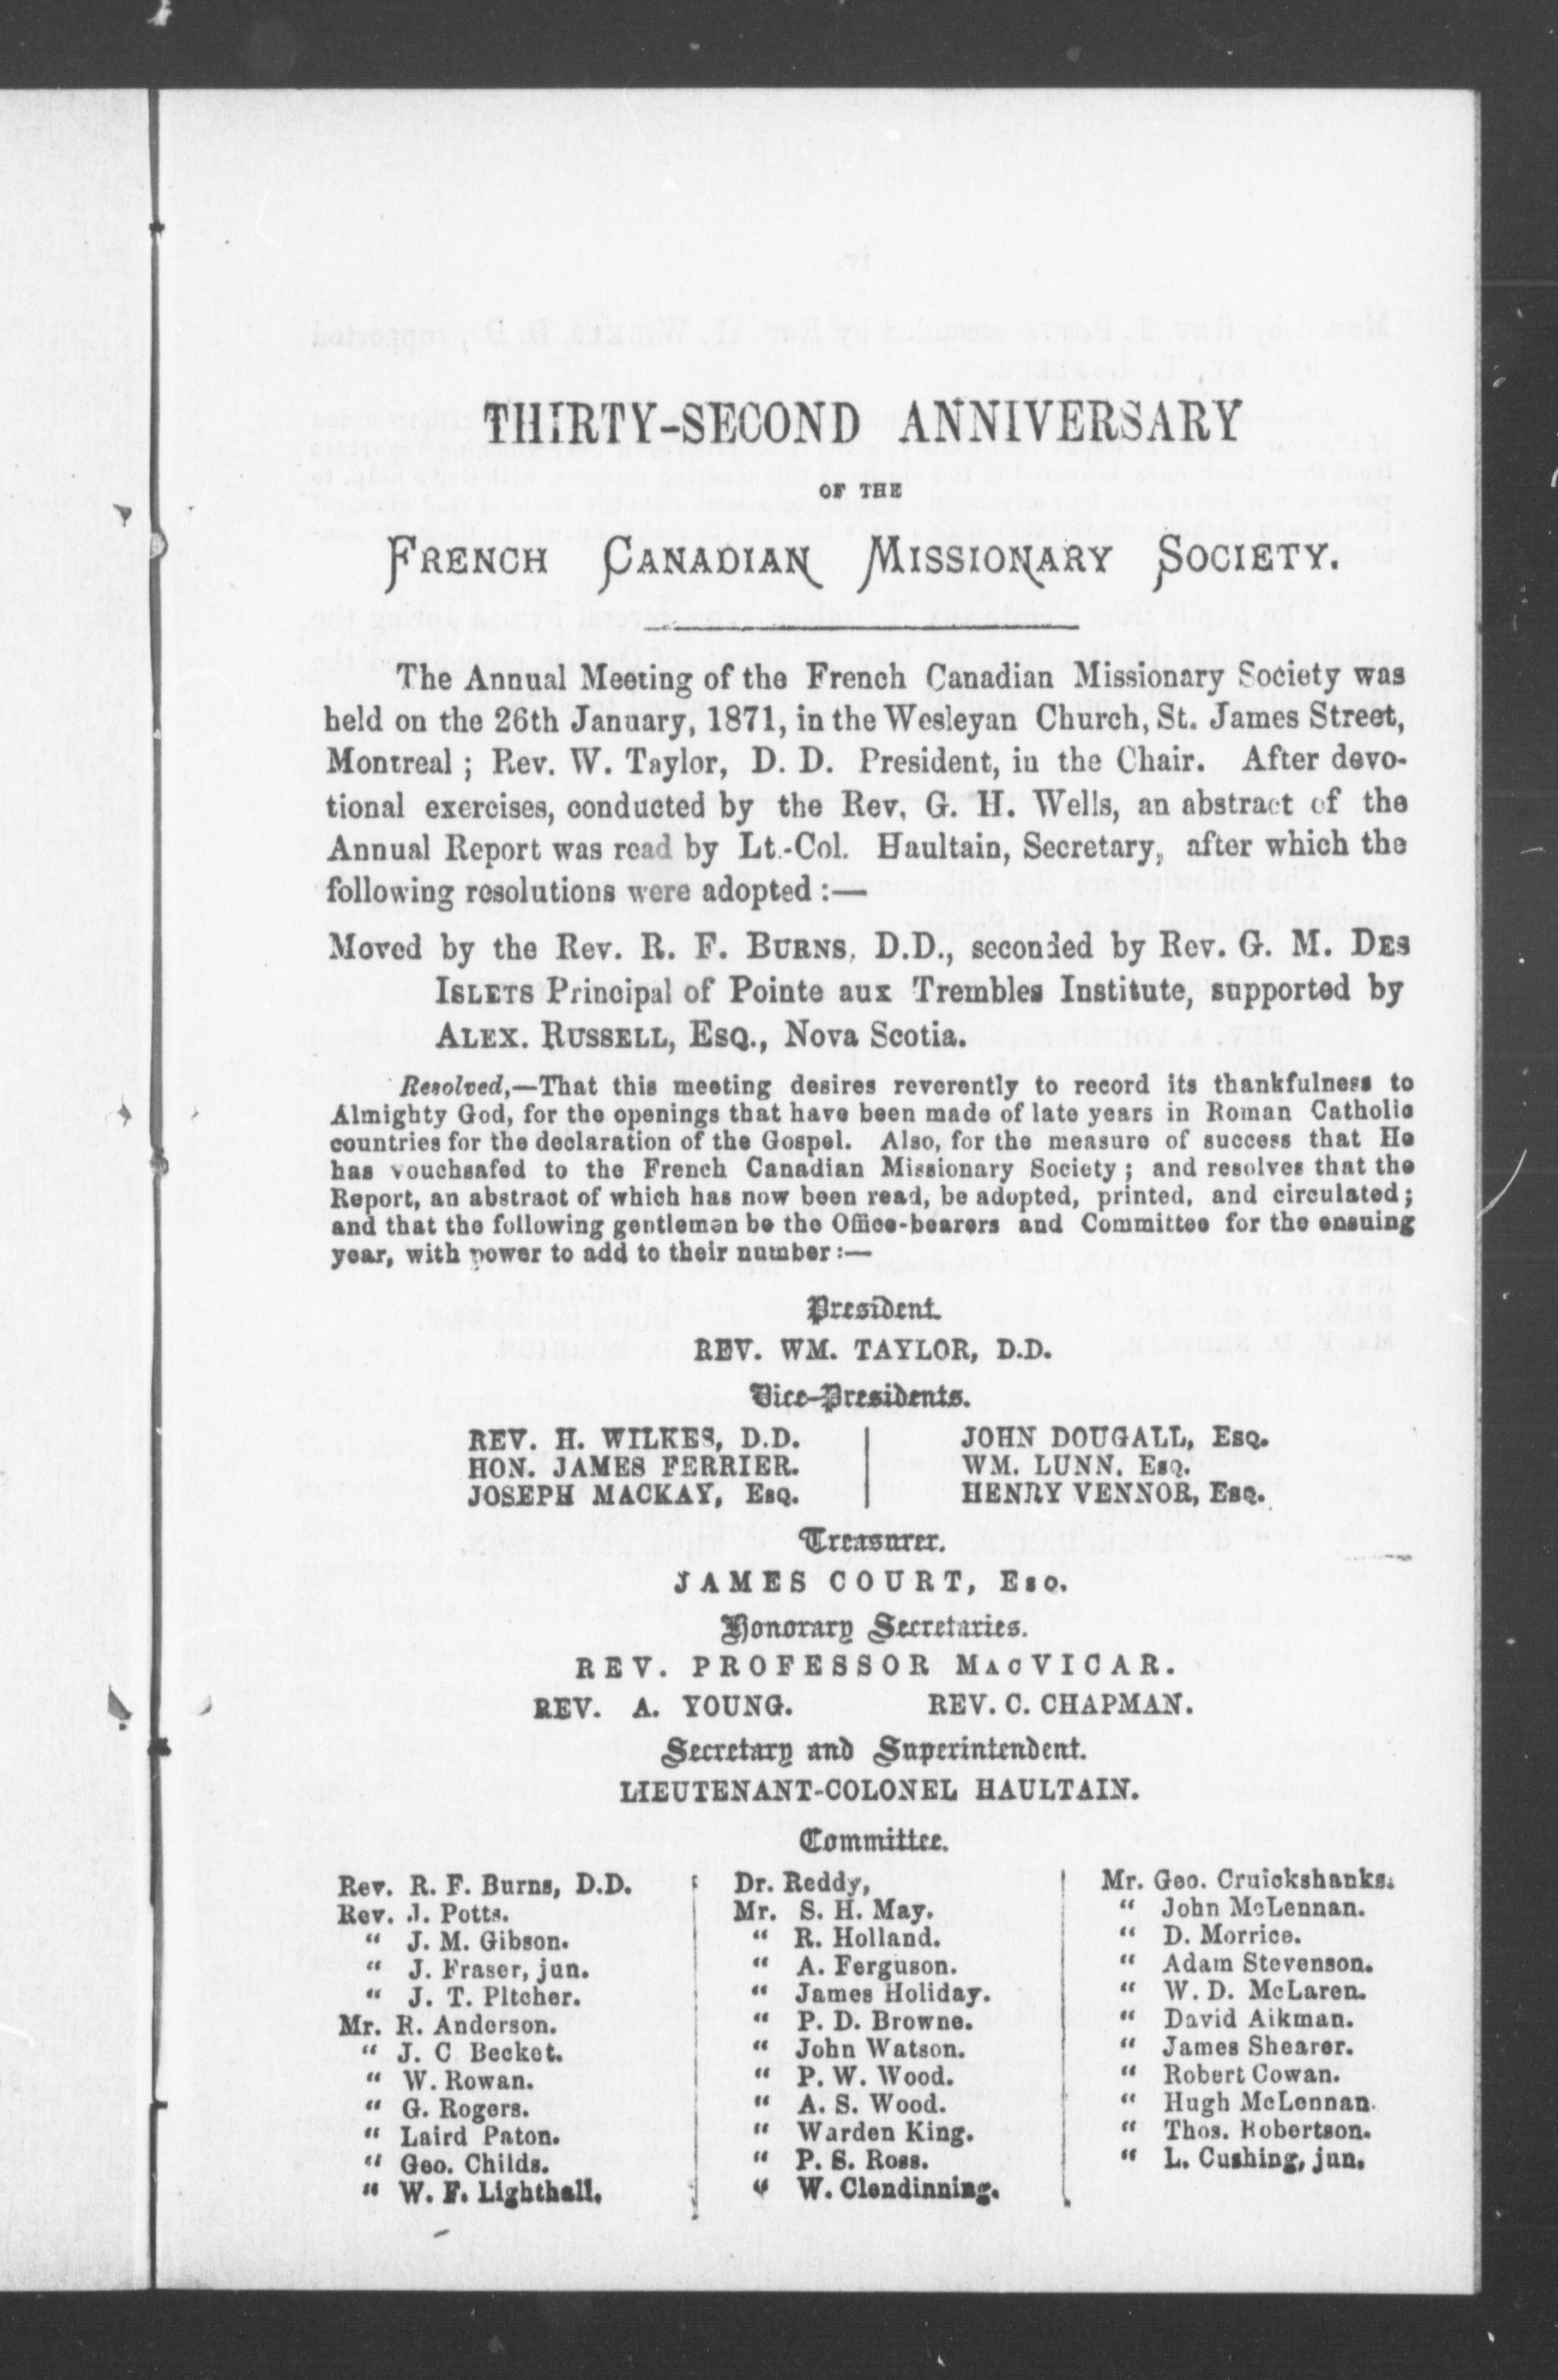 THIRTY-SECOND ANNIVERSARY
OF THE
FRENCH CANADIAN MISSIONARY SOCIETY.
The Annual Meeting of the French Canadian Missionary Society was
held on the 26th January, 1871, in the Wesleyan Church, St. James Street,
Montreal ; Rev. W. Taylor, D. D. President, in the Chair. After devo-
tional exercises, conducted by the Rev. G. H. Wells, an abstract of the
Annual Report was read by Lt.-Col. Haultain, Secretary, after which the
following resolutions were adopted :—
Moved by the Rev. R. F. BURNS, D.D., seconded by Rev. G. M. DES
ISLETS Principal of Pointe aux Trembles Institute, supported by
ALEX. RUSSELL, ESQ., Nova Scotia.
Resolved,—That this meeting desires reverently to record its thankfulness to
Almighty God, for the openings that have been made of late years in Roman Catholic
countries for the declaration of the Gospel. Also, for the measure of success that He
has vouchsafed to the French Canadian Missionary Society ; and resolves that the
Report, an abstract of which has now been read, be adopted, printed, and circulated ;
and that the following gentlemen be the Office-bearers and Committee for the ensuing
year, with power to add to their number :—
President.
REV. WM. TAYLOR, D.D.
Vice-Presidents.
REV. H. WILKES, D.D.
HON. JAMES FERRIER.
JOSEPH MACKAY, ESQ.
JOHN DOUGALL, ESQ.
WM. LUNN, ESQ.
HENRY VENNOR, ESQ.
Treasurer.
JAMES COURT, ESQ.
Honorary Secretaries.
REV. PROFESSOR MACVICAR.
REV. A. YOUNG. REV. C. CHAPMAN.
Secretary and Superintendent.
LIEUTENANT-COLONEL HAULTAIN.
Committee.
Rev. R. F. Burns, D.D.
Rev. J. Potts.
" J. M. Gibson.
" J. Fraser, jun.
" J. T. Pitcher.
Mr. R. Anderson.
" J. C Becket.
" W. Rowan.
" G. Rogers.
" Laird Paton.
" Geo. Childs.
" W. F. Lighthall.
Dr. Reddy,
Mr. S. H. May.
" R. Holland.
" A. Ferguson.
" James Holiday.
" P. D. Browne.
" John Watson.
" P. W. Wood.
" A. S. Wood.
" Warden King.
" P. S. Ross.
" W. Clendinning.
Mr. Geo. Cruickshanks.
" John McLennan.
" D. Morrice.
" Adam Stevenson.
" W. D. McLaren.
" David Aikman.
" James Shearer.
" Robert Cowan.
" Hugh McLennan.
" Thos. Robertson.
" L. Cushing, jun.